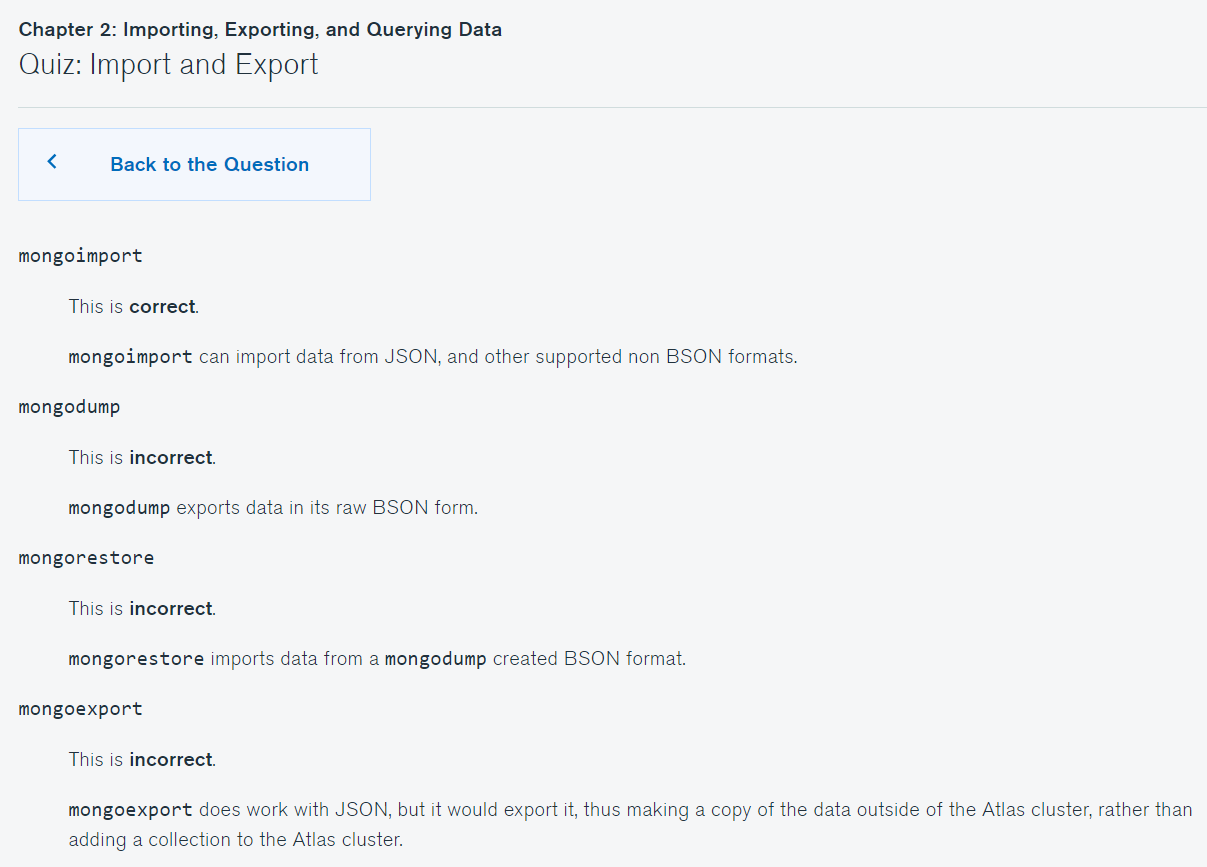 Chapter 2: Importing, Exporting, and Querying Data
Quiz: Import and Export
Back to the Question
mongoimport
This is correct.
mongoimport can import data from JSON, and other supported non BSON formats.
mongodump
This is incorrect.
mongodump exports data in its raw BSON form.
mongorestore
This is incorrect.
mongorestore imports data from a mongodump created BSON format.
mongoexport
This is incorrect.
mongoexport does work with JSON, but it would export it, thus making a copy of the data outside of the Atlas cluster, rather than
adding a collection to the Atlas cluster.